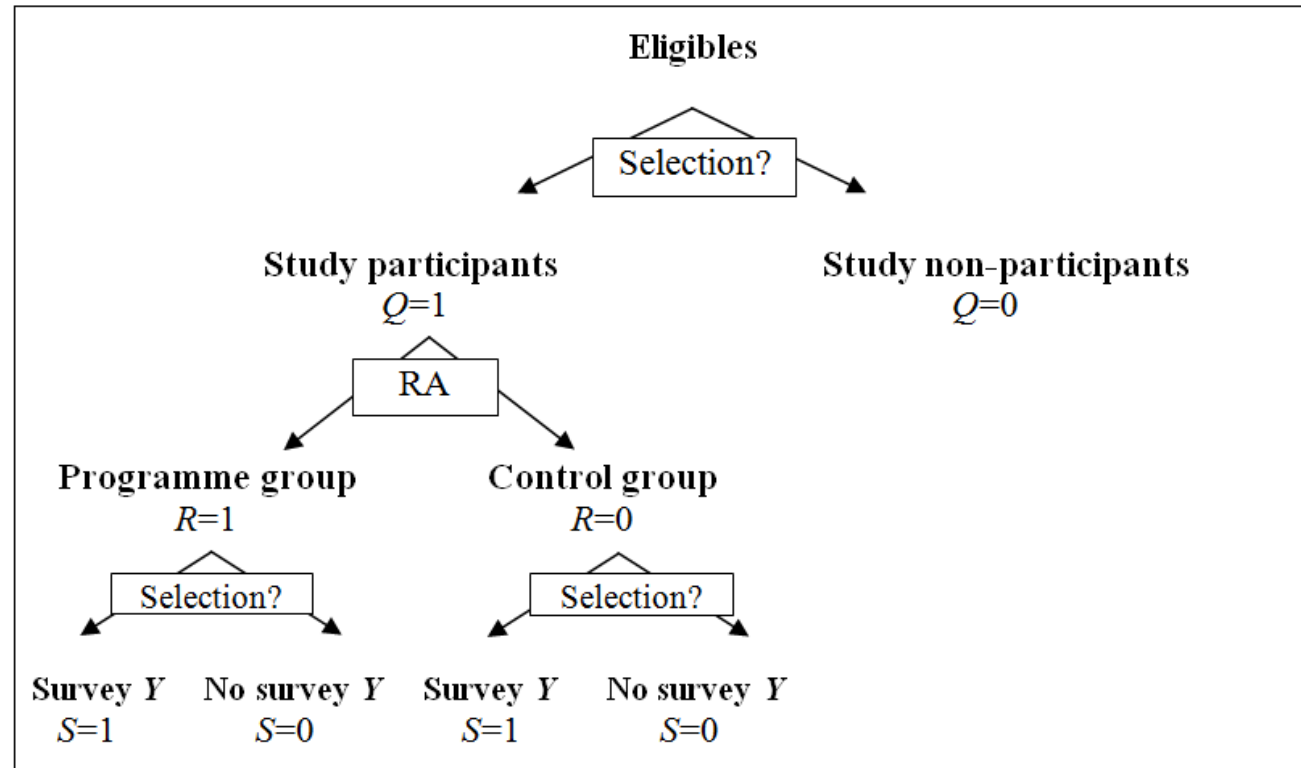 Eligibles
Selection?
Study participants Study non-participants
Q=1 Q=0
RA
Programme group Control group
R=1 R=0
Selection? Selection?
Survey Y No survey Y Survey Y No survey Y
S=1 S=0 S=1 S=0